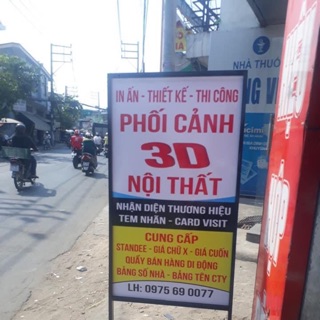 IN ẤN - THIẾT KẾ - THI CÔNG
PHỐI CẢNH
3D
NỘI THẤT
NHẬN DIỆN THƯƠNG HIỆU
TEM NHÃN - CARD VISIT
CUNG CẤP
STANDEE - GIÁ CHỮ X - GIÁ CUỐN
QUẦY BÁN HÀNG DI ĐỘNG
BẢNG SỐ NHÀ - BẢNG TÊN CTY
LH: 0975 69 0077
NHÀ THUỐ